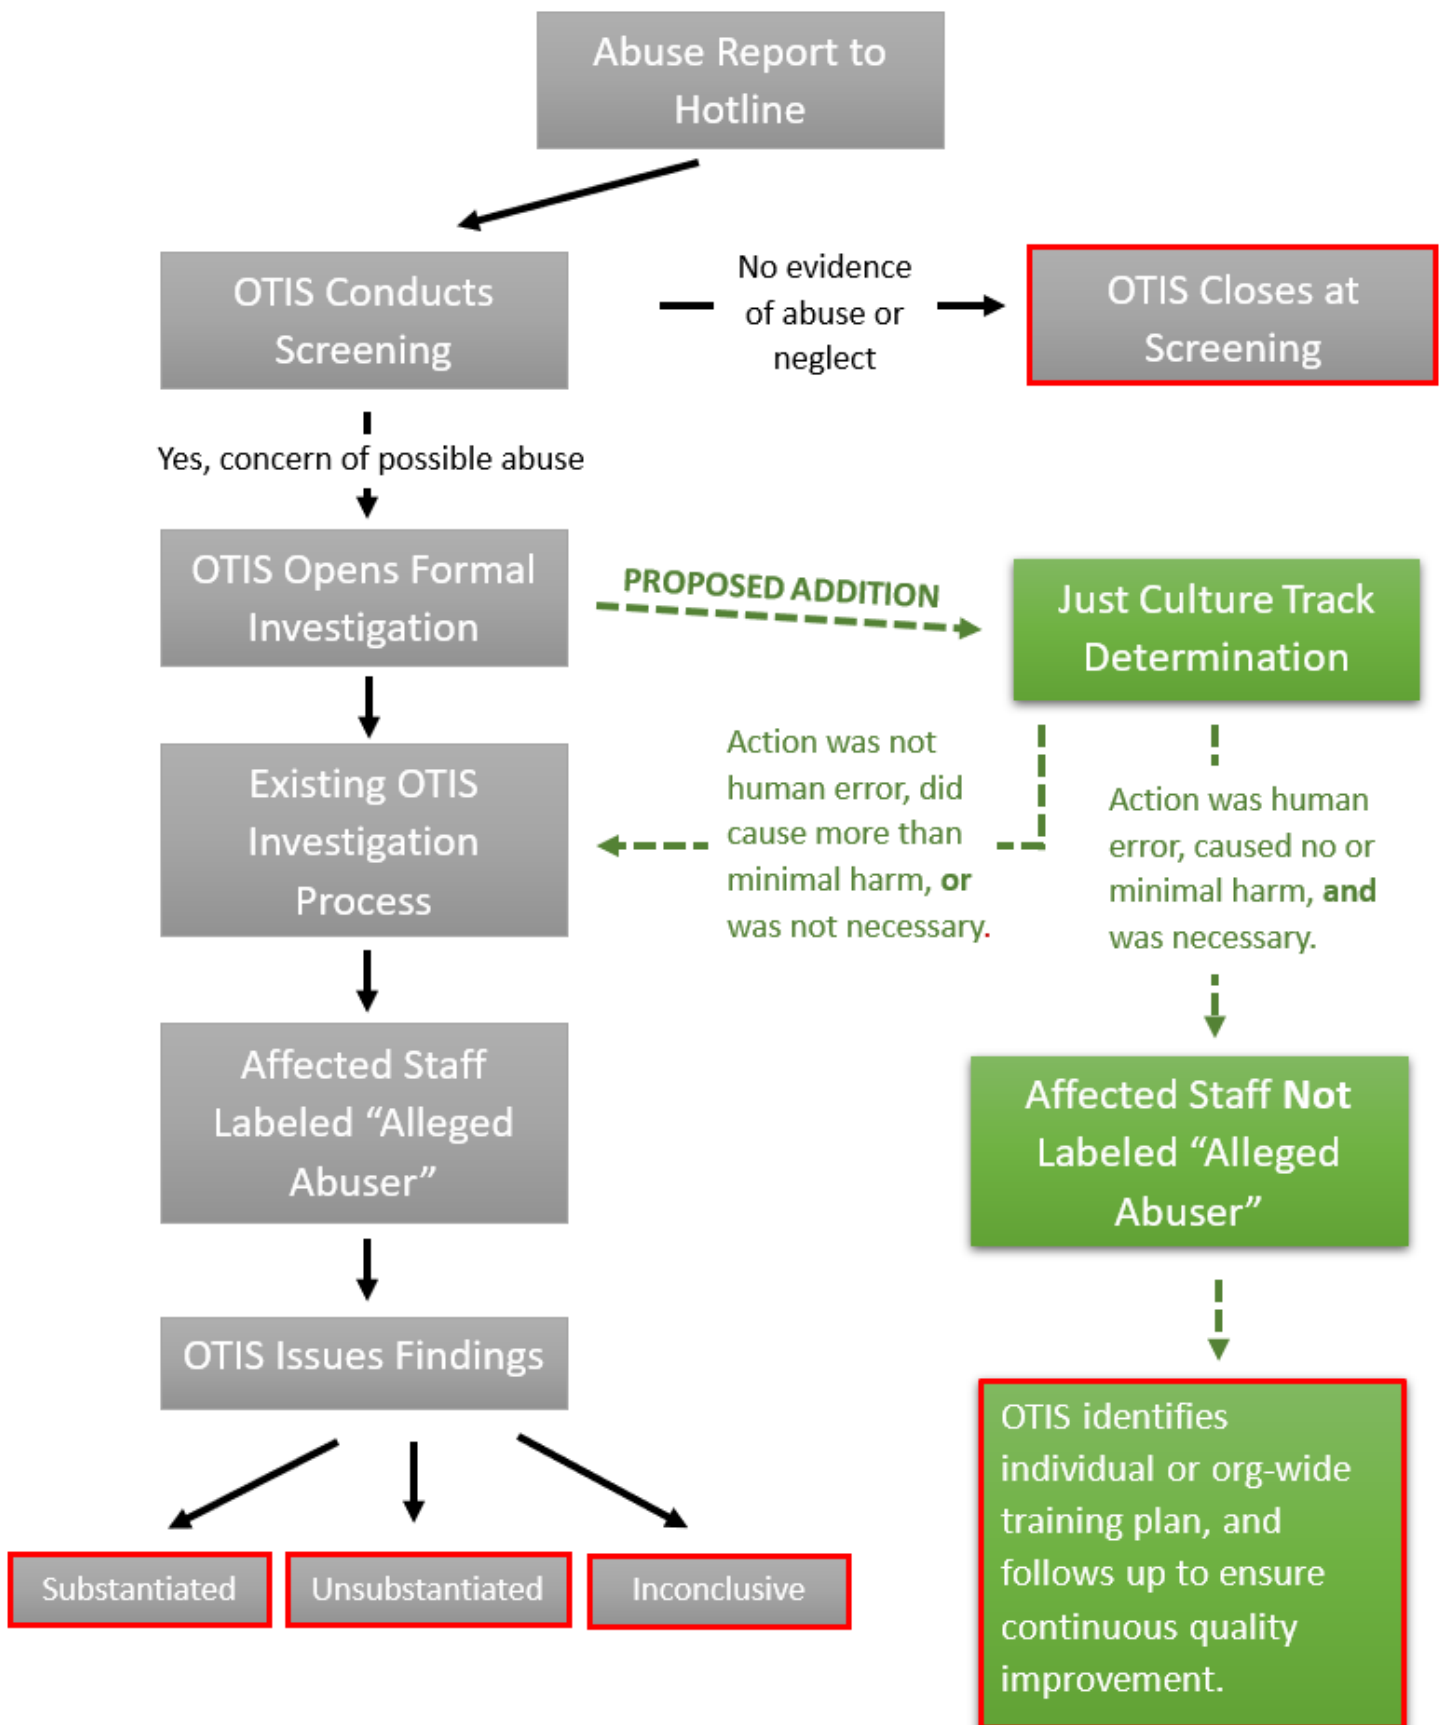 Abuse Report to
Hotline
OTIS Conducts
Screening
No evidence
of abuse or
neglect
OTIS Closes at
Screening
Yes, concern of possible abuse
OTIS Opens Formal
Investigation
PROPOSED ADDITION
Just Culture Track
Determination
Existing OTIS
Investigation
Process
Action was not
human error, did
cause more than
minimal harm, or
was not necessary.
Action was human
error, caused no or
minimal harm, and
was necessary.
Affected Staff
Labeled “Alleged
Abuser”
Affected Staff Not
Labeled “Alleged
Abuser”
OTIS Issues Findings
Substantiated
Unsubstantiated
Inconclusive
OTIS identifies
individual or org-wide
training plan, and
follows up to ensure
continuous quality
improvement.